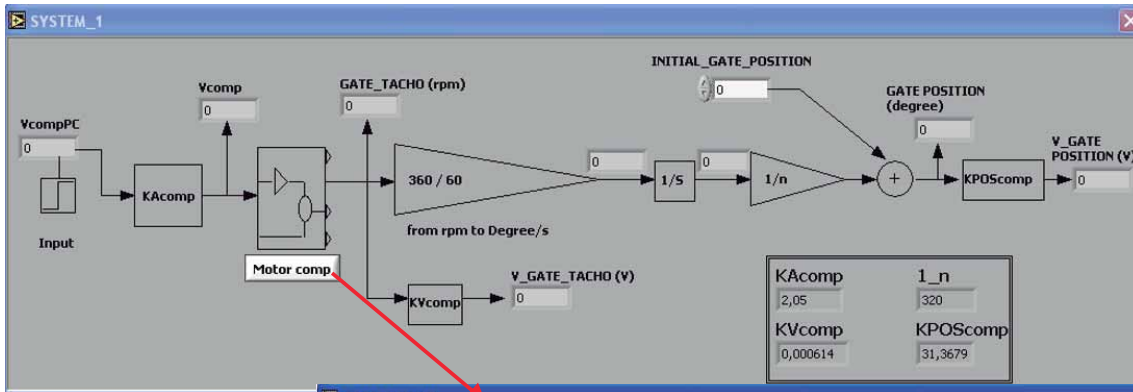 SYSTEM_1
INITIAL_GATE_POSITION
0
Vcomp
0
GATE_TACHO (rpm)
0
GATE POSITION
(degree)
0
VcompPC
0
V_GATE
POSITION (V)
0
KAcomp
360 / 60
0
1/S
0
1/n
+
KPOScomp
Input
from rpm to Degree/s
Motor comp
KVcomp
V_GATE_TACHO (V)
0
KAcomp 1_n
2,05 320
KVcomp KPOScomp
0,000614 31,3679